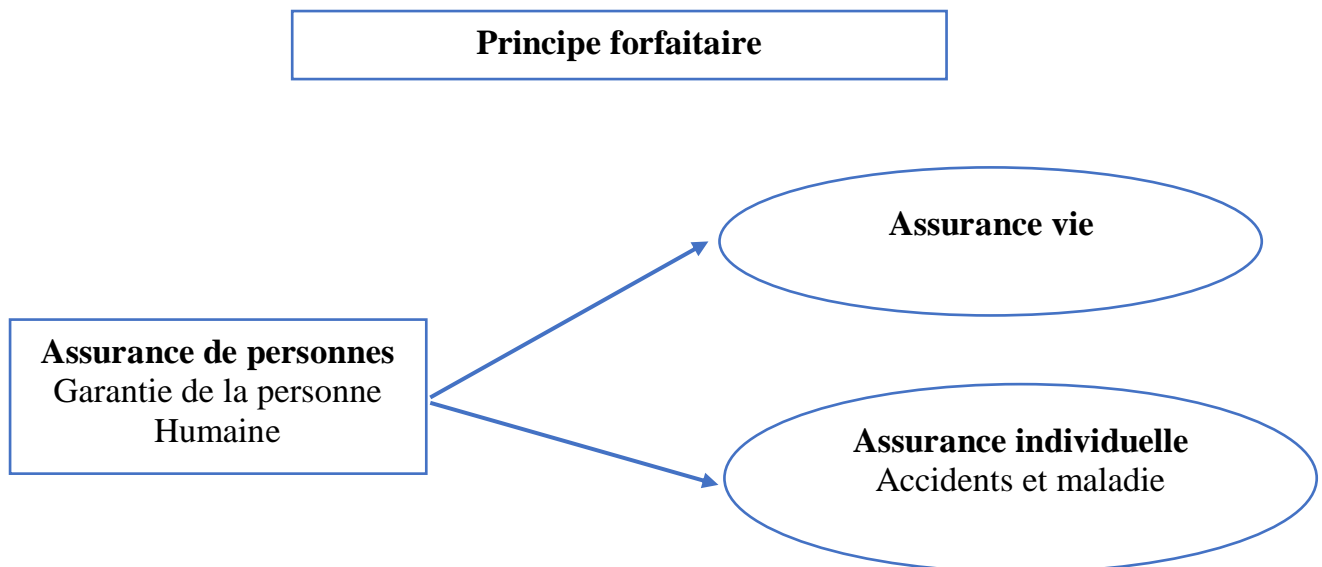 Principe forfaitaire
Assurance vie
Assurance de personnes
Garantie de la personne
Humaine
Assurance individuelle
Accidents et maladie